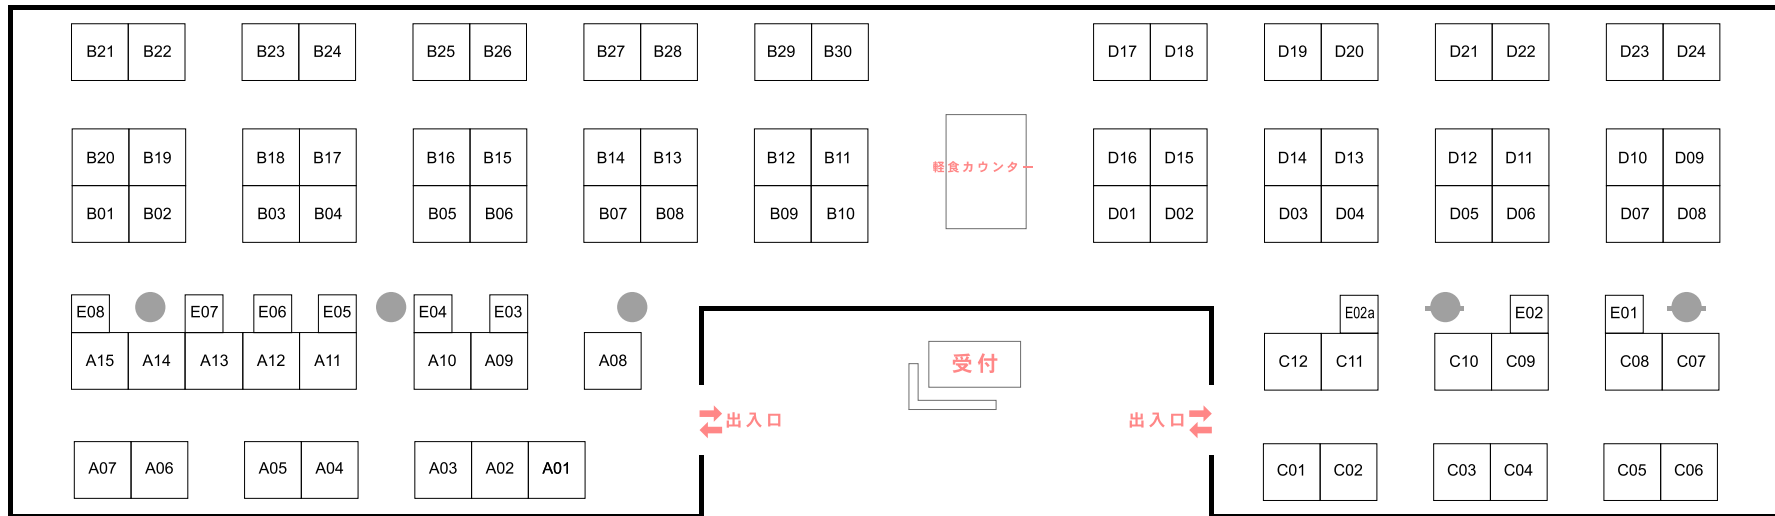 B21 B22 B23 B24 B25 B26 B27 B28 B29 B30 D17 D18 D19 D20 D21 D22 D23 D24
B20 B19 B18 B17 B16 B15 B14 B13 B12 B11 軽食カウンター D16 D15 D14 D13 D12 D11 D10 D09
B01 B02 B03 B04 B05 B06 B07 B08 B09 B10 D01 D02 D03 D04 D05 D06 D07 D08
E08 E07 E06 E05 E04 E03 E02a E02 E01
A15 A14 A13 A12 A11 A10 A09 A08 受付 C12 C11 C10 C09 C08 C07
出入口 出入口
A07 A06 A05 A04 A03 A02 A01 C01 C02 C03 C04 C05 C06